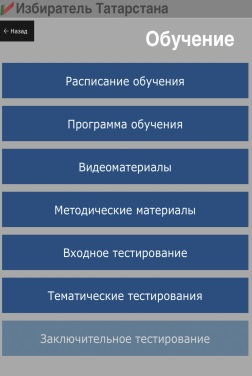 Избиратель Татарстана
← Назад
Обучение
Расписание обучения
Программа обучения
Видеоматериалы
Методические материалы
Входное тестирование
Тематические тестирования
Заключительное тестирование